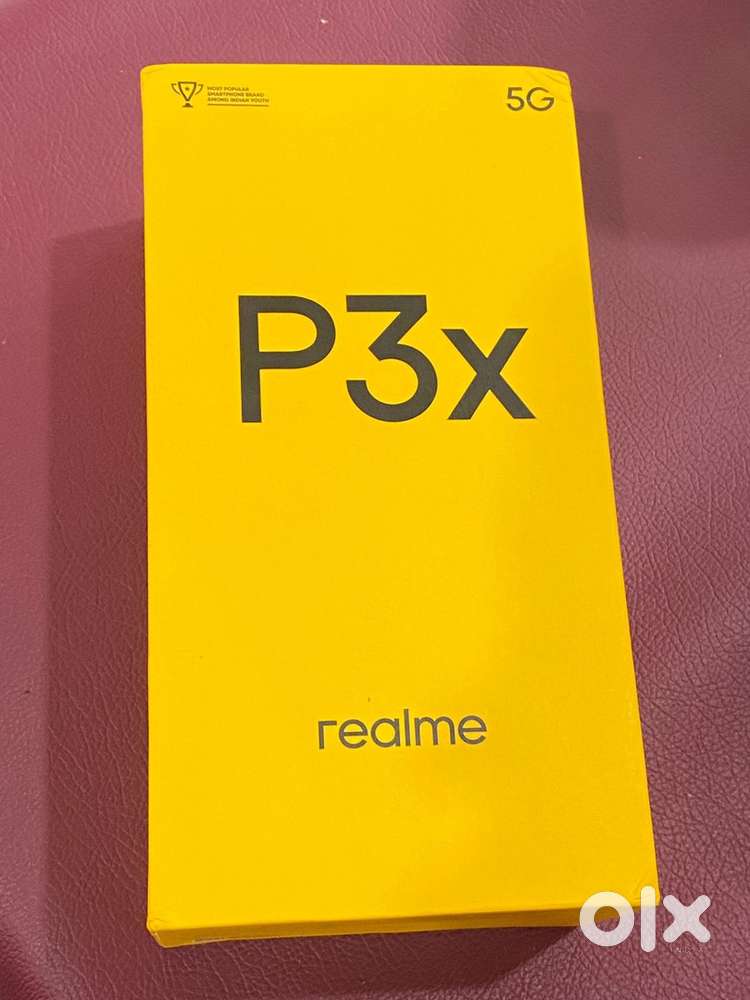 MOST POPULAR
SMARTPHONE BRAND
AMONG INDIAN YOUTH
5G
P3x
realme
olx